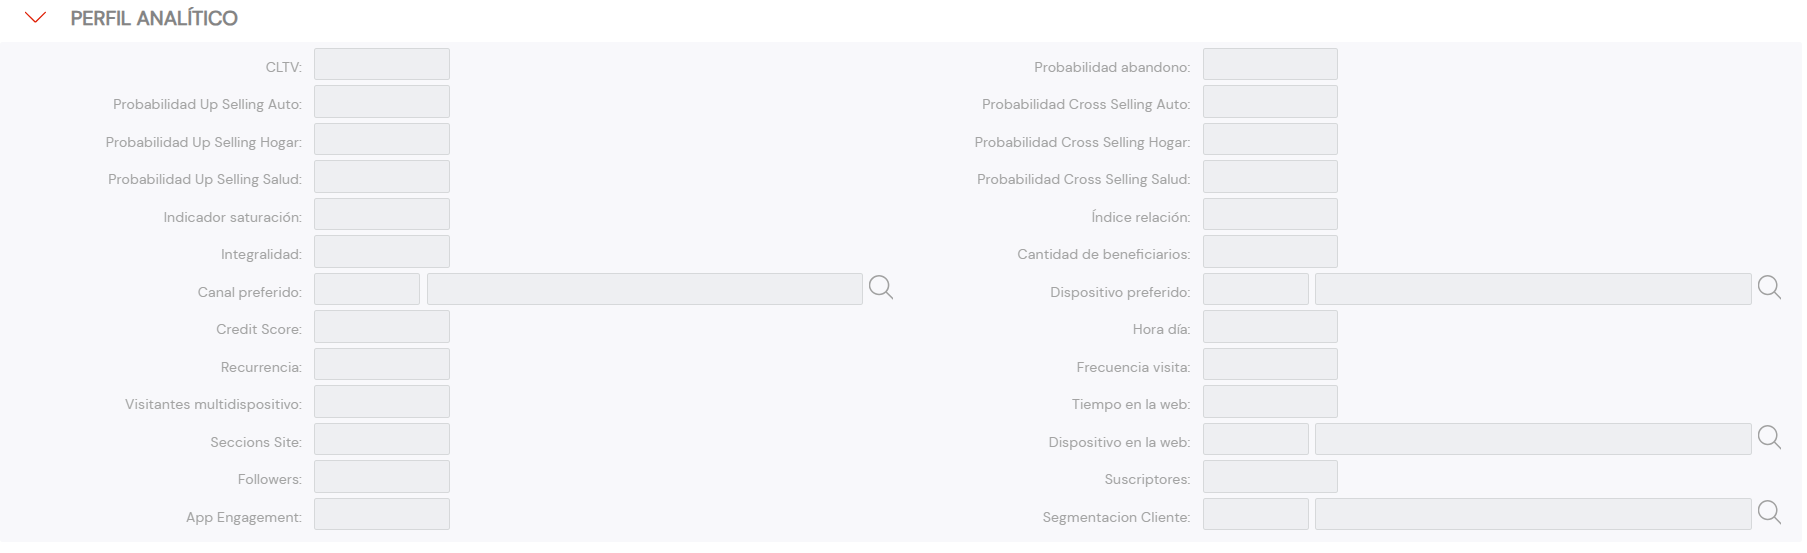 PERFIL ANALÍTICO
CLTV: Probabilidad abandono:
Probabilidad Up Selling Auto: Probabilidad Cross Selling Auto:
Probabilidad Up Selling Hogar: Probabilidad Cross Selling Hogar:
Probabilidad Up Selling Salud: Probabilidad Cross Selling Salud:
Indicador saturación: Índice relación:
Integralidad: Cantidad de beneficiarios:
Canal preferido: Dispositivo preferido:
Credit Score: Hora día:
Recurrencia: Frecuencia visita:
Visitantes multidispositivo: Tiempo en la web:
Seccions Site: Dispositivo en la web:
Followers: Suscriptores:
App Engagement: Segmentacion Cliente: